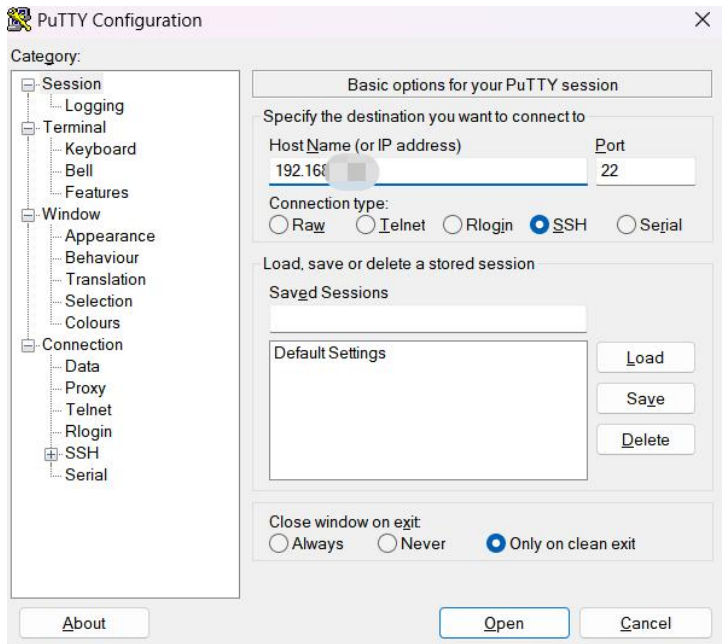 PuTTY Configuration
Category:
Session
Logging
Terminal
Keyboard
Bell
Features
Window
Appearance
Behaviour
Translation
Selection
Colours
Connection
Data
Proxy
Telnet
Rlogin
SSH
Serial
Basic options for your PuTTY session
Specify the destination you want to connect to
Host Name (or IP address) Port
192.168 22
Connection type:
Raw Telnet Rlogin SSH Serial
Load, save or delete a stored session
Saved Sessions
Default Settings
Load
Save
Delete
Close window on exit:
Always Never Only on clean exit
About Open Cancel